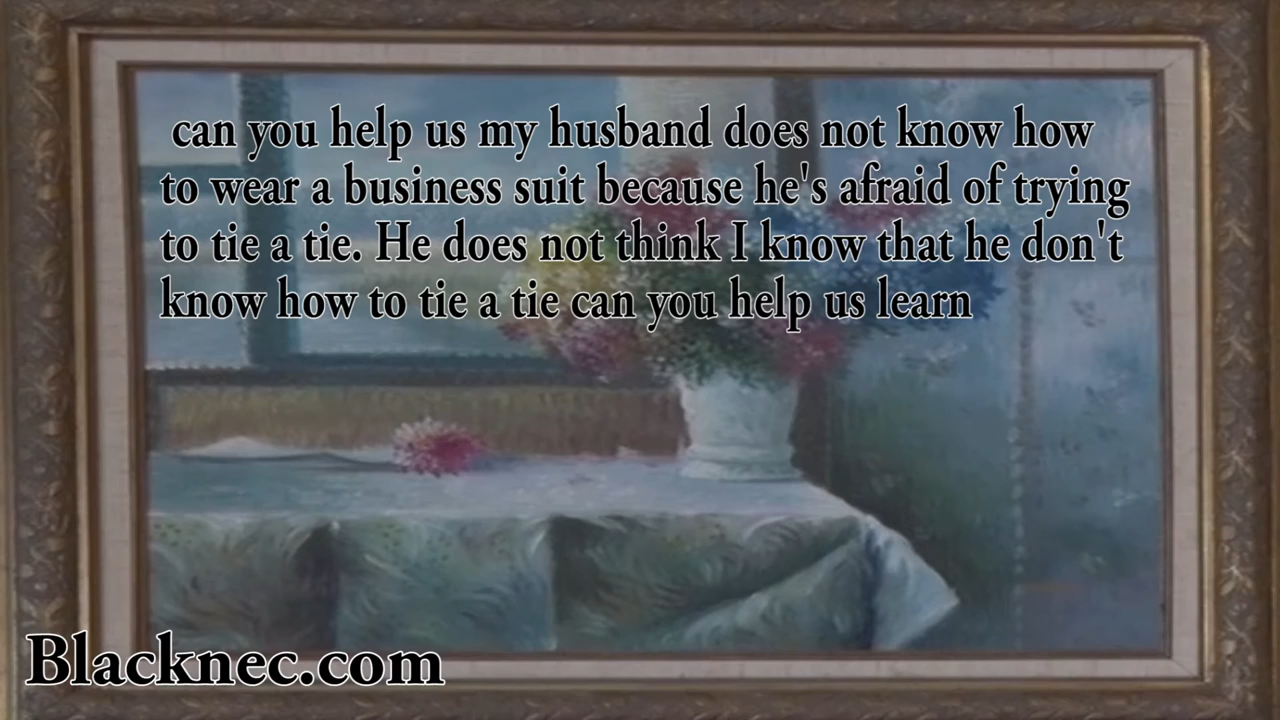 can you help us my husband does not know how
to wear a business suit because he's afraid of trying
to tie a tie. He does not think I know that he don't
know how to tie a tie can you help us learn
Blacknec.com